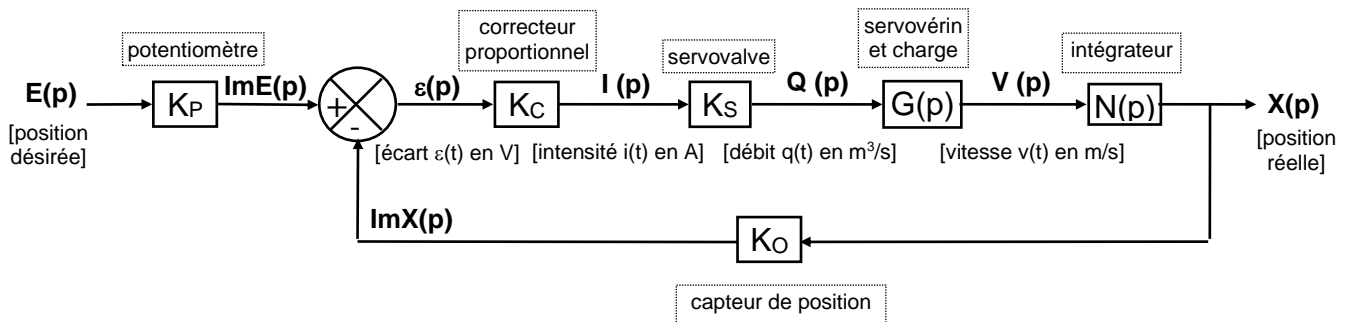 potentiomètre
correcteur
proportionnel
servovalve
servovérin
et charge
intégrateur
E(p)
KP
ImE(p)
+
-
ε(p)
KC
I (p)
KS
Q (p)
G(p)
V (p)
N(p)
X(p)
[position
désirée]
[écart ε(t) en V]
[intensité i(t) en A]
[débit q(t) en m³/s]
[vitesse v(t) en m/s]
[position
réelle]
ImX(p)
KO
capteur de position